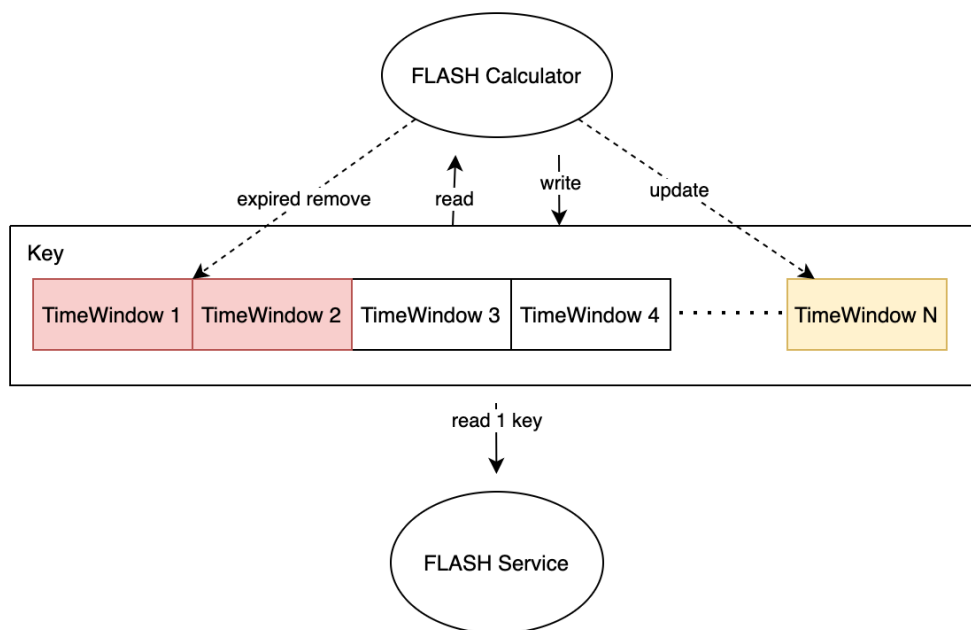 FLASH Calculator
expired remove
read
write
update
Key
TimeWindow 1
TimeWindow 2
TimeWindow 3
TimeWindow 4
TimeWindow N
read 1 key
FLASH Service